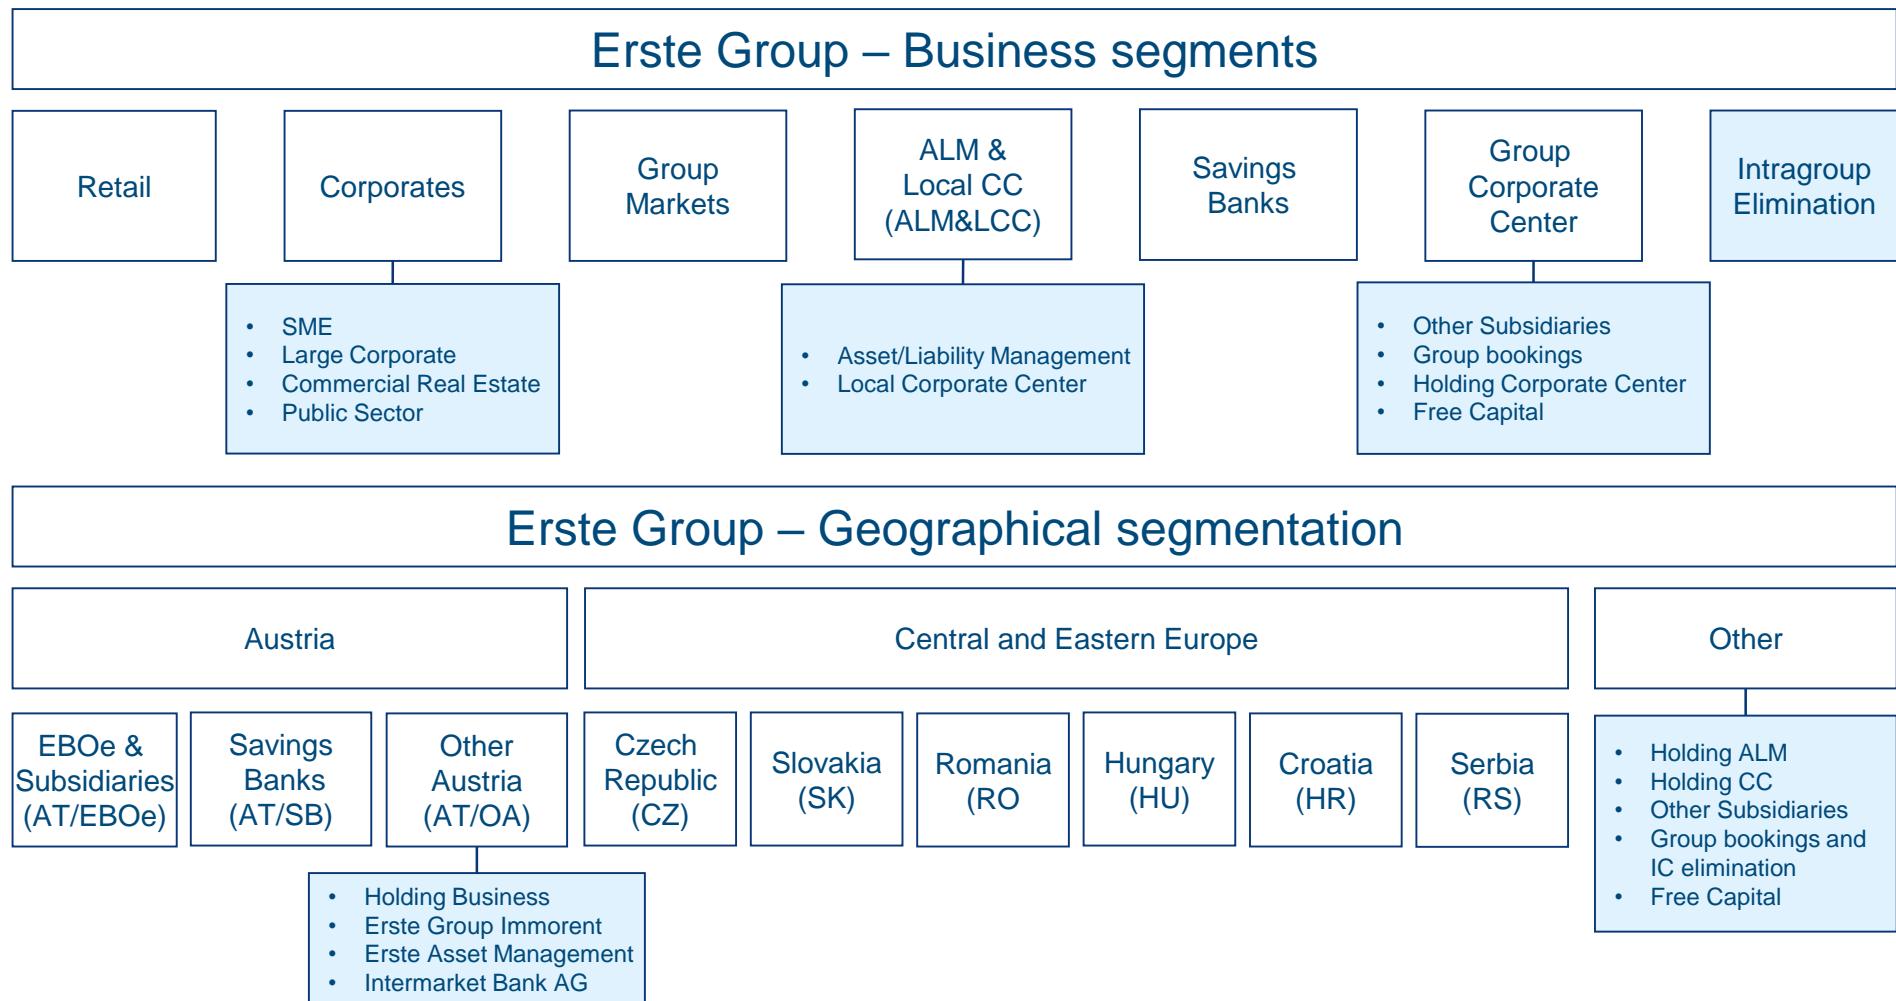 Erste Group – Business segments
Retail
Corporates
Group
Markets
ALM &
Local CC
(ALM&LCC)
Savings
Banks
Group
Corporate
Center
Intragroup
Elimination
• SME
• Large Corporate
• Commercial Real Estate
• Public Sector
• Asset/Liability Management
• Local Corporate Center
• Other Subsidiaries
• Group bookings
• Holding Corporate Center
• Free Capital
Erste Group – Geographical segmentation
Austria
Central and Eastern Europe
Other
EBOe &
Subsidiaries
(AT/EBOe)
Savings
Banks
(AT/SB)
Other
Austria
(AT/OA)
Czech
Republic
(CZ)
Slovakia
(SK)
Romania
(RO
Hungary
(HU)
Croatia
(HR)
Serbia
(RS)
• Holding Business
• Erste Group Immorent
• Erste Asset Management
• Intermarket Bank AG
• Holding ALM
• Holding CC
• Other Subsidiaries
• Group bookings and
IC elimination
• Free Capital